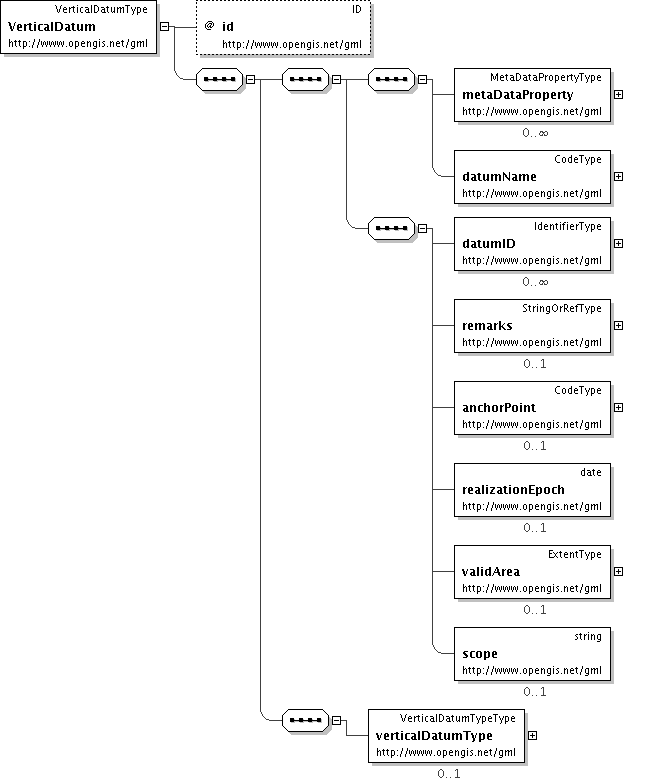 VerticalDatumType
VerticalDatum
http://www.opengis.net/gml
ID
@ id
http://www.opengis.net/gml
MetaDataPropertyType
metaDataProperty
http://www.opengis.net/gml
0..∞
CodeType
datumName
http://www.opengis.net/gml
IdentifierType
datumID
http://www.opengis.net/gml
0..∞
StringOrRefType
remarks
http://www.opengis.net/gml
0..1
CodeType
anchorPoint
http://www.opengis.net/gml
0..1
date
realizationEpoch
http://www.opengis.net/gml
0..1
ExtentType
validArea
http://www.opengis.net/gml
0..1
string
scope
http://www.opengis.net/gml
0..1
VerticalDatumTypeType
verticalDatumType
http://www.opengis.net/gml
0..1